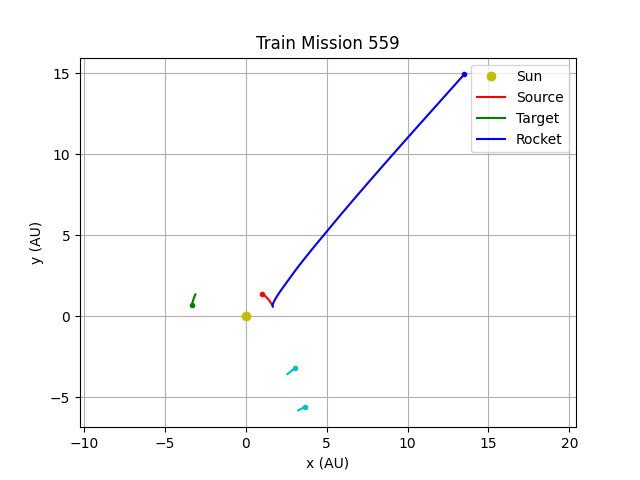 Train Mission 559
Sun
Source
Target
Rocket
15
10
5
0
−5
y (AU)
−10
−5
0
5
10
15
20
x (AU)